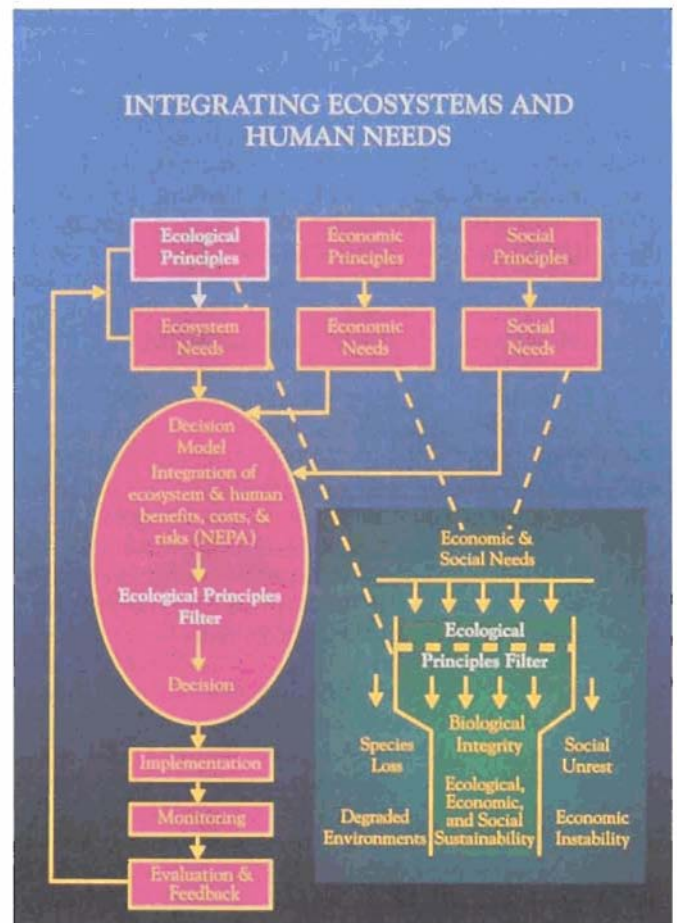 INTEGRATING ECOSYSTEMS AND
HUMAN NEEDS
Ecological
Principles
Economic
Principles
Social
Principles
Ecosystem
Needs
Economic
Needs
Social
Needs
Decision
Model
Integration of
ecosystem & human
benefits, costs, &
risks (NEPA)
Ecological Principles
Filter
Decision
Implementation
Monitoring
Evaluation &
Feedback
Economic &
Social Needs
Ecological
Principles Filter
Species
Loss
Biological
Integrity
Social
Unrest
Degraded
Environments
Ecological,
Economic,
and Social
Sustainability
Economic
Instability